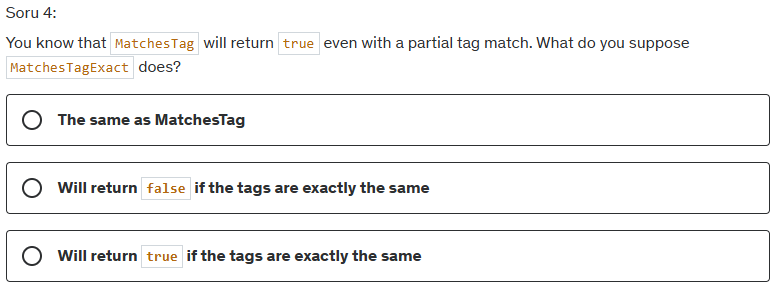 Soru 4:
You know that MatchesTag will return true even with a partial tag match. What do you suppose
MatchesTagExact does?
The same as MatchesTag
Will return false if the tags are exactly the same
Will return true if the tags are exactly the same